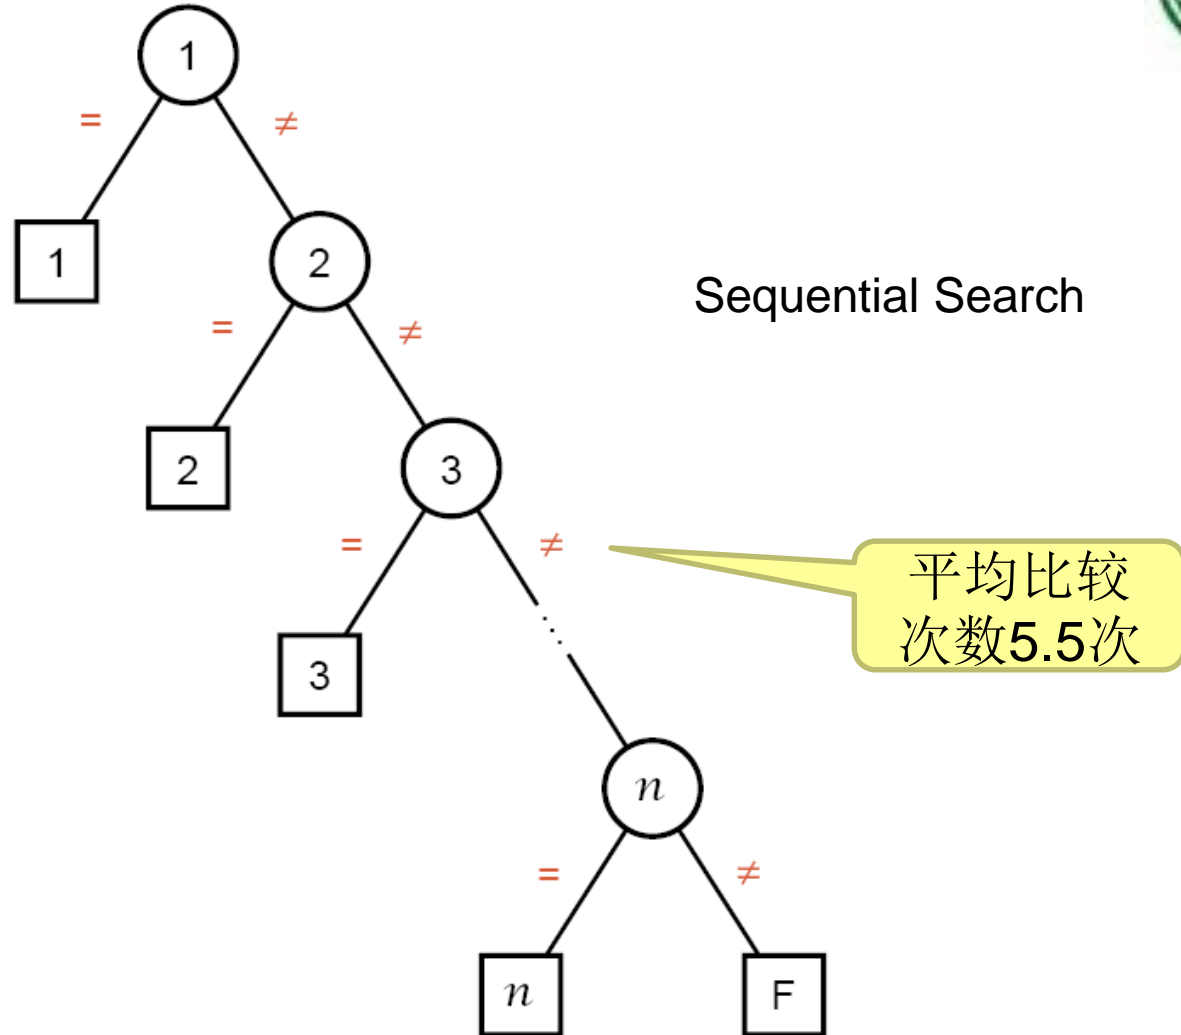 1
= ≠
1
2
Sequential Search
= ≠
2
3
= ≠
平均比较
次数5.5次
3
...
n
= ≠
n
F